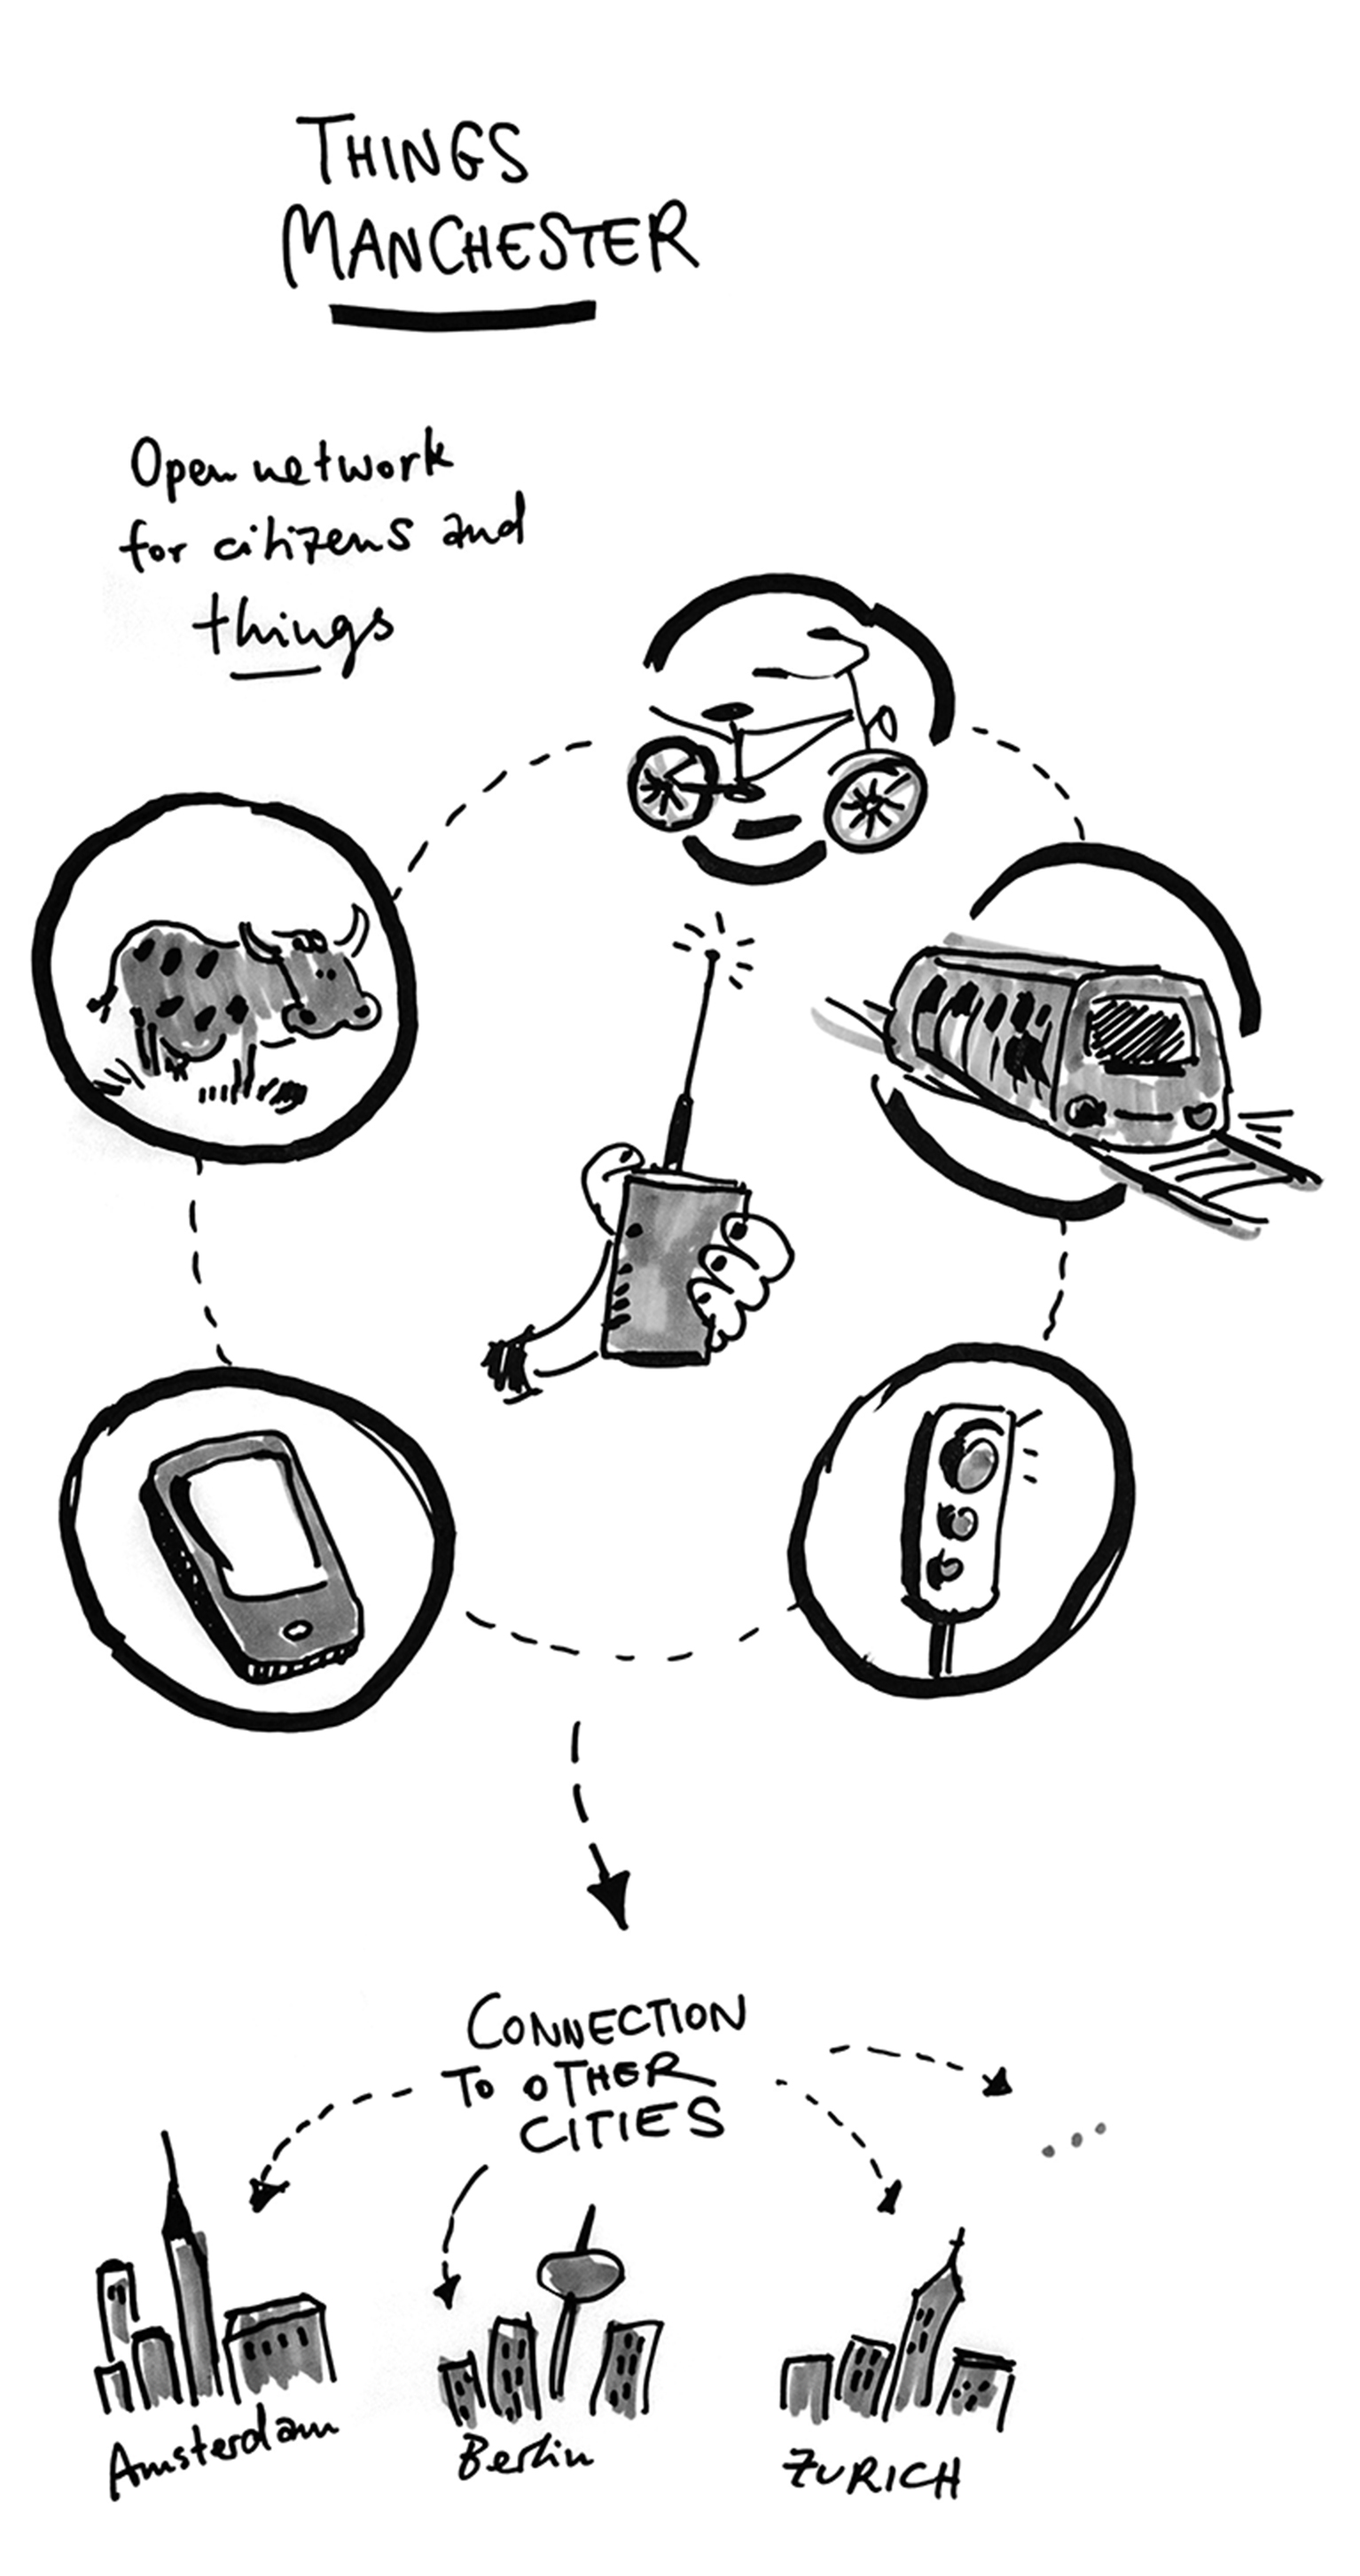 THINGS
MANCHESTER
Open network
for citizens and
things
CONNECTION
TO OTHER
CITIES
Amsterdam
Berlin
ZURICH